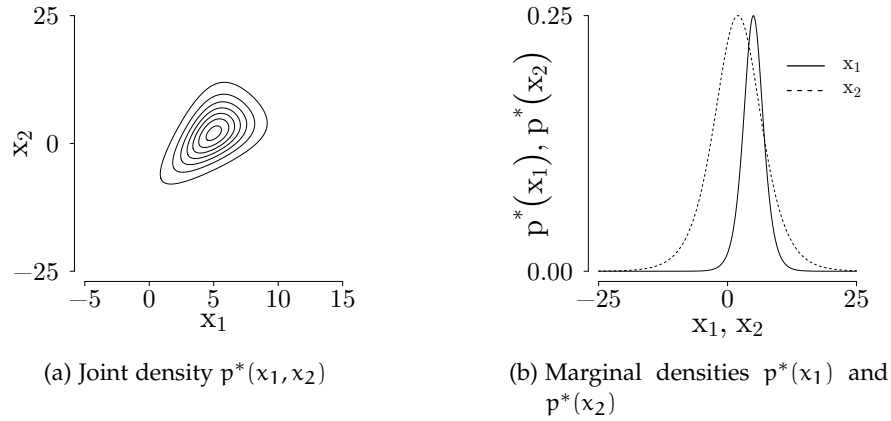 25
x₂
0
−25
−5 0 5 10 15
x₁
(a) Joint density p*(x₁, x₂)
0.25
p*(x₁), p*(x₂)
0.00
x₁
x₂
−25 0 25
x₁, x₂
(b) Marginal densities p*(x₁) and
p*(x₂)